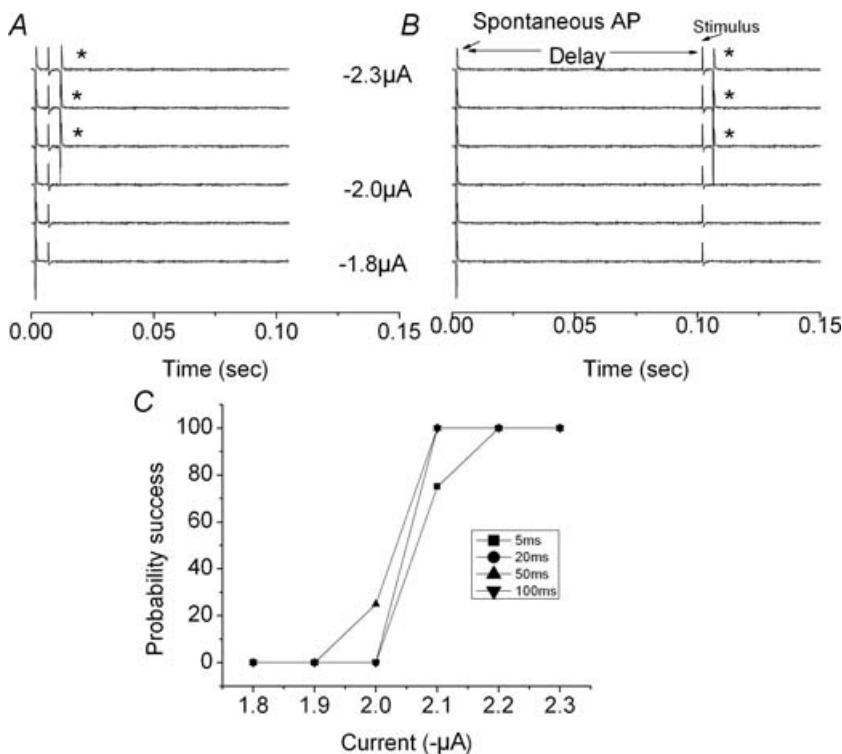 A
*
*
*
0.00 0.05 0.10 0.15
Time (sec)
-2.3µA
-2.0µA
-1.8µA
B
Spontaneous AP
Stimulus
Delay
*
*
*
0.00 0.05 0.10 0.15
Time (sec)
C
Probability success
100
80
60
40
20
0
5ms
20ms
50ms
100ms
1.8 1.9 2.0 2.1 2.2 2.3
Current (-µA)